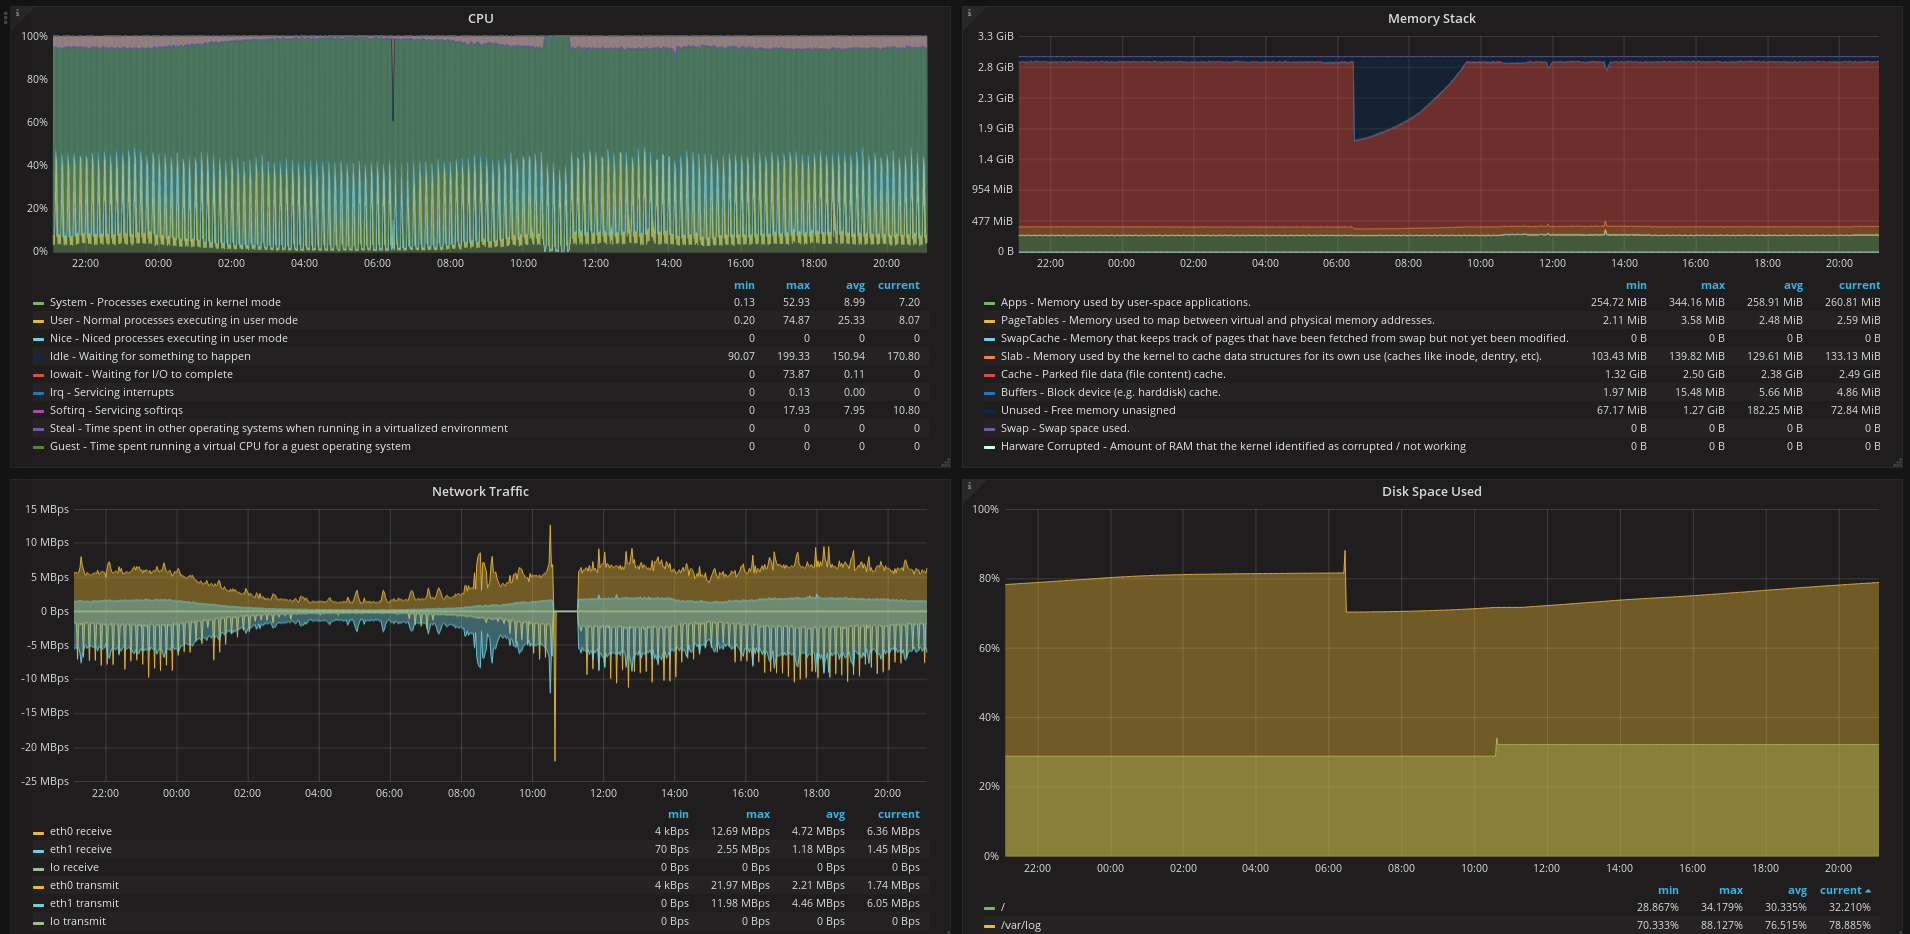 CPU
100%
80%
60%
40%
20%
0%
22:00 00:00 02:00 04:00 06:00 08:00 10:00 12:00 14:00 16:00 18:00 20:00
min max avg current
System - Processes executing in kernel mode 0.13 52.93 8.99 7.20
User - Normal processes executing in user mode 0.20 74.87 25.33 8.07
Nice - Niced processes executing in user mode 0 0 0 0
Idle - Waiting for something to happen 90.07 199.33 150.94 170.80
Iowait - Waiting for I/O to complete 0 73.87 0.11 0
Irq - Servicing interrupts 0 0.13 0.00 0
Softirq - Servicing softirqs 0 17.93 7.95 10.80
Steal - Time spent in other operating systems when running in a virtualized environment 0 0 0 0
Guest - Time spent running a virtual CPU for a guest operating system 0 0 0 0
Memory Stack
3.3 GiB
2.8 GiB
2.3 GiB
1.9 GiB
1.4 GiB
954 MiB
477 MiB
0 B
22:00 00:00 02:00 04:00 06:00 08:00 10:00 12:00 14:00 16:00 18:00 20:00
min max avg current
Apps - Memory used by user-space applications. 254.72 MiB 344.16 MiB 258.91 MiB 260.81 MiB
PageTables - Memory used to map between virtual and physical memory addresses. 2.11 MiB 3.58 MiB 2.48 MiB 2.59 MiB
SwapCache - Memory that keeps track of pages that have been fetched from swap but not yet been modified. 0 B 0 B 0 B 0 B
Slab - Memory used by the kernel to cache data structures for its own use (caches like inode, dentry, etc). 103.43 MiB 139.82 MiB 129.61 MiB 133.13 MiB
Cache - Parked file data (file content) cache. 1.32 GiB 2.50 GiB 2.38 GiB 2.49 GiB
Buffers - Block device (e.g. harddisk) cache. 1.97 MiB 15.48 MiB 5.66 MiB 4.86 MiB
Unused - Free memory unasigned 67.17 MiB 1.27 GiB 182.25 MiB 72.84 MiB
Swap - Swap space used. 0 B 0 B 0 B 0 B
Harware Corrupted - Amount of RAM that the kernel identified as corrupted / not working 0 B 0 B 0 B 0 B
Network Traffic
15 MBps
10 MBps
5 MBps
0 Bps
-5 MBps
-10 MBps
-15 MBps
-20 MBps
-25 MBps
22:00 00:00 02:00 04:00 06:00 08:00 10:00 12:00 14:00 16:00 18:00 20:00
min max avg current
eth0 receive 4 kBps 12.69 MBps 4.72 MBps 6.36 MBps
eth1 receive 70 Bps 2.55 MBps 1.18 MBps 1.45 MBps
lo receive 0 Bps 0 Bps 0 Bps 0 Bps
eth0 transmit 4 kBps 21.97 MBps 2.21 MBps 1.74 MBps
eth1 transmit 0 Bps 11.98 MBps 4.46 MBps 6.05 MBps
lo transmit 0 Bps 0 Bps 0 Bps 0 Bps
Disk Space Used
100%
80%
60%
40%
20%
0%
22:00 00:00 02:00 04:00 06:00 08:00 10:00 12:00 14:00 16:00 18:00 20:00
min max avg current
/ 28.867% 34.179% 30.335% 32.210%
/var/log 70.333% 88.127% 76.515% 78.885%